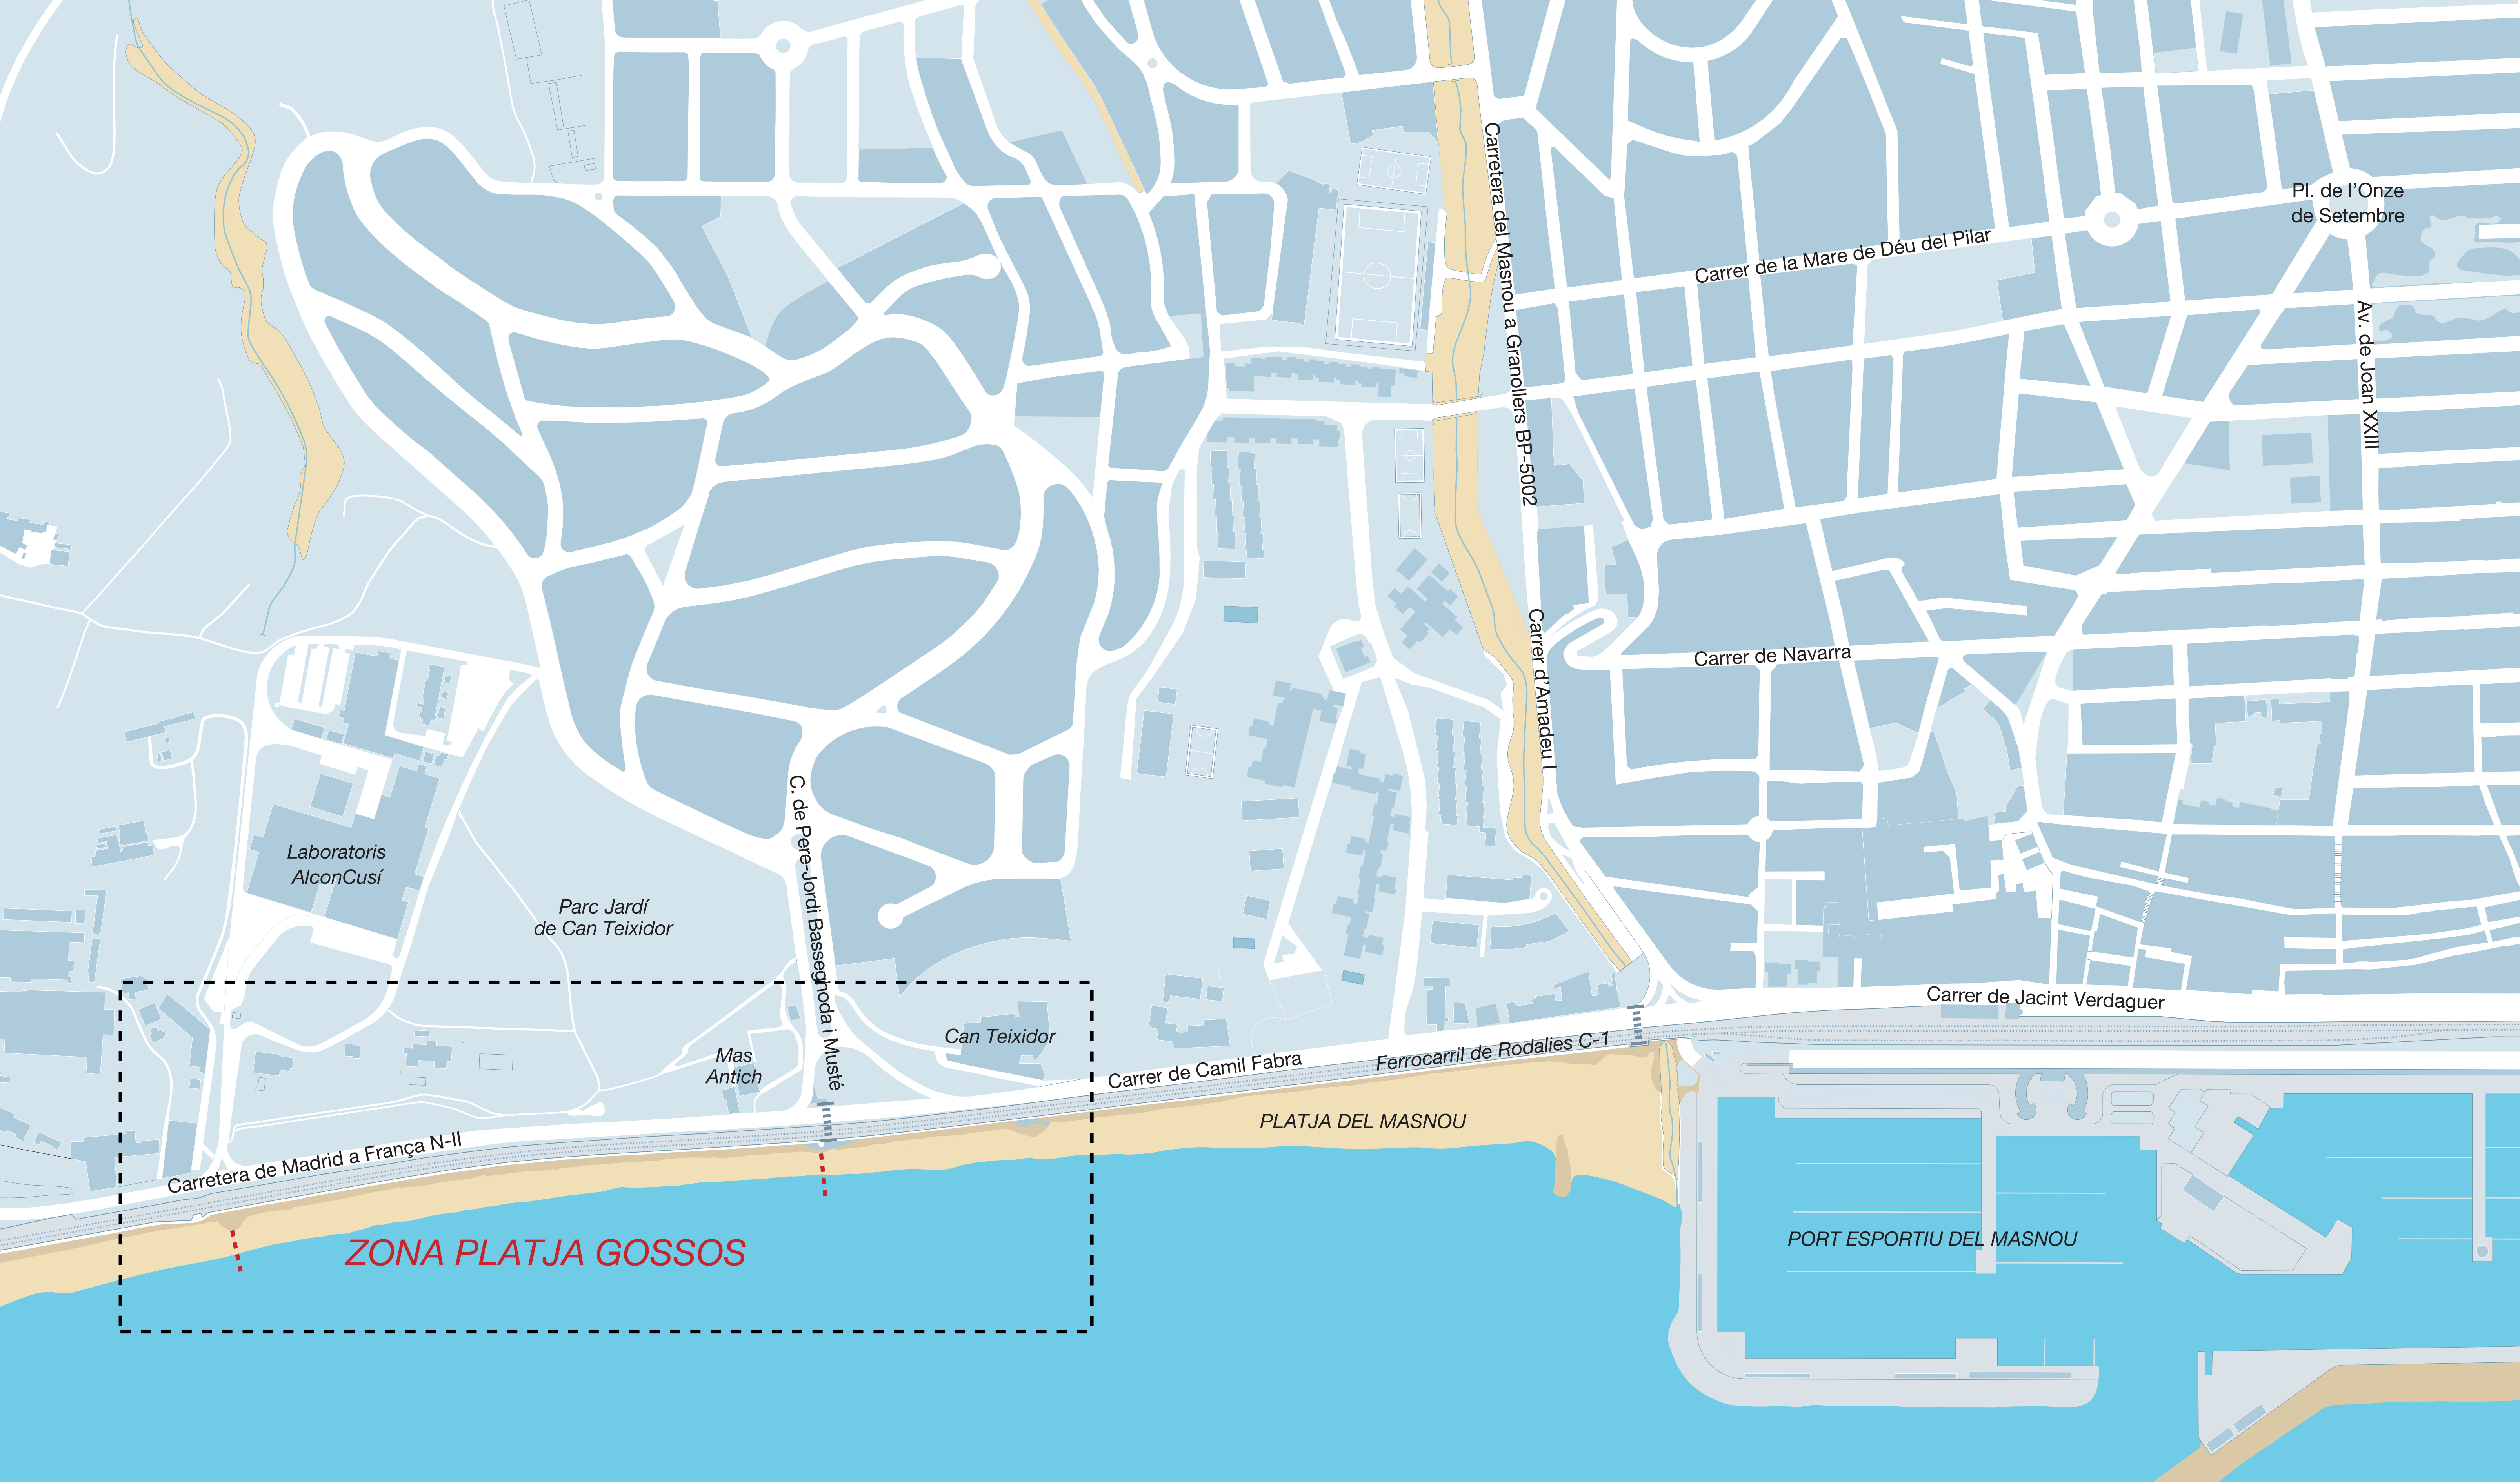 Pl. de l'Onze
de Setembre
Carretera del Masnou a Granollers BP-5002
Carrer de la Mare de Déu del Pilar
Av. de Joan XXIII
Carrer d'Amadeu I
Carrer de Navarra
C. de Pere-Jordi Bassegnoda i Musté
Laboratoris
AlconCusí
Parc Jardí
de Can Teixidor
Carrer de Jacint Verdaguer
Can Teixidor
Mas
Antich
Ferrocarril de Rodalies C-1
Carrer de Camil Fabra
PLATJA DEL MASNOU
Carretera de Madrid a França N-II
ZONA PLATJA GOSSOS
PORT ESPORTIU DEL MASNOU